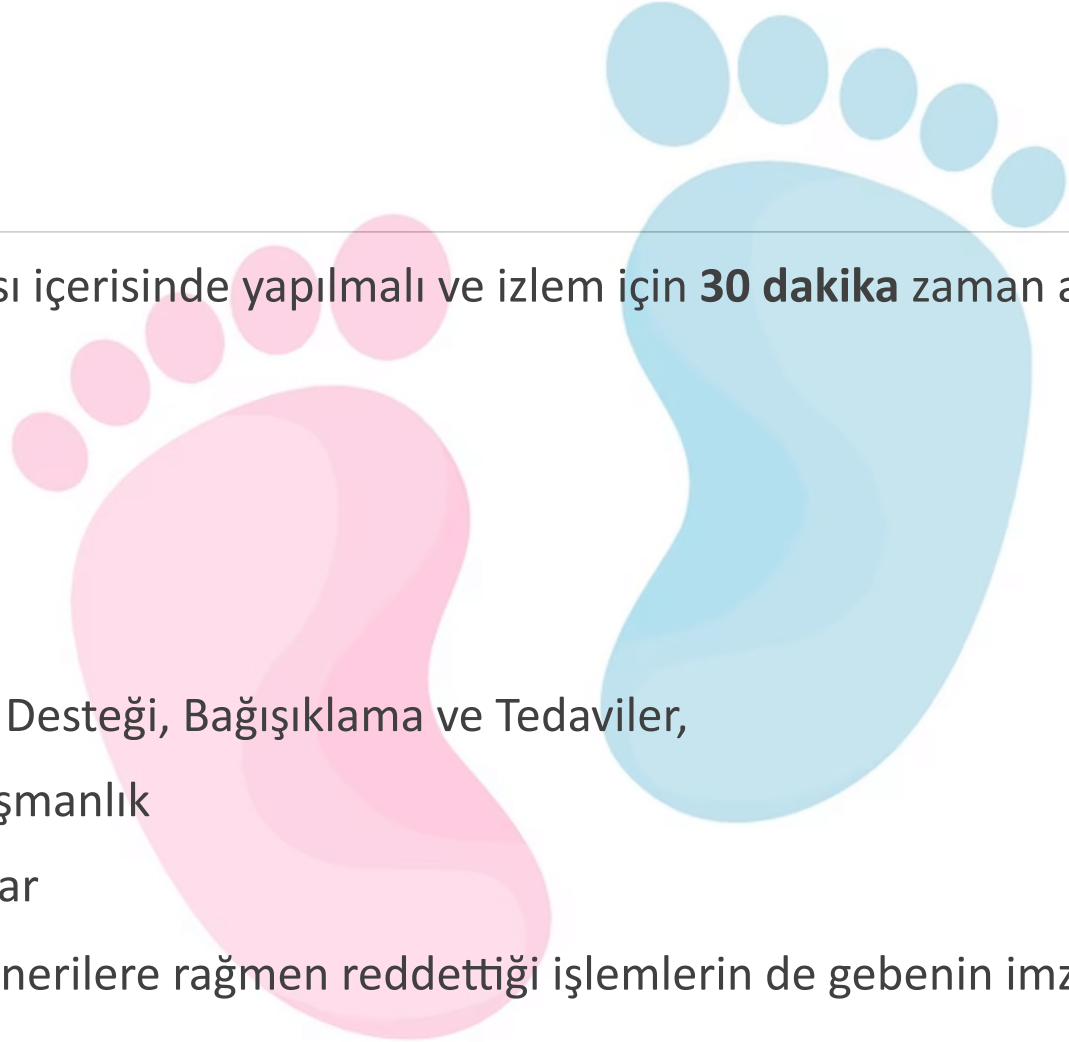 sı içerisinde yapılmalı ve izlem için 30 dakika zaman a
Desteği, Bağışıklama ve Tedaviler,
şmanlık
ar
nerilere rağmen reddettiği işlemlerin de gebenin imz